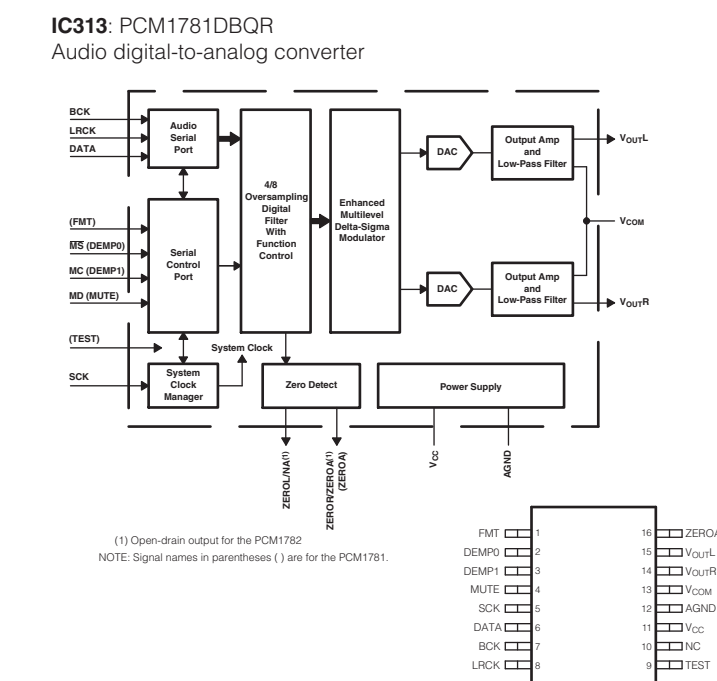 IC313: PCM1781DBQR
Audio digital-to-analog converter
BCK
LRCK
DATA
Audio
Serial
Port
(FMT)
MS (DEMP0)
MC (DEMP1)
MD (MUTE)
Serial
Control
Port
(TEST)
SCK
System
Clock
Manager
System Clock
4/8
Oversampling
Digital
Filter
With
Function
Control
Enhanced
Multilevel
Delta-Sigma
Modulator
DAC
Output Amp
and
Low-Pass Filter
VOUTL
VCOM
DAC
Output Amp
and
Low-Pass Filter
VOUTR
Zero Detect
Power Supply
ZEROL/NA(1)
ZEROR/ZEROA(1)
(ZEROA)
VCC
AGND
(1) Open-drain output for the PCM1782
NOTE: Signal names in parentheses ( ) are for the PCM1781.
FMT 1 16 ZEROA
DEMP0 2 15 VOUTL
DEMP1 3 14 VOUTR
MUTE 4 13 VCOM
SCK 5 12 AGND
DATA 6 11 VCC
BCK 7 10 NC
LRCK 8 9 TEST